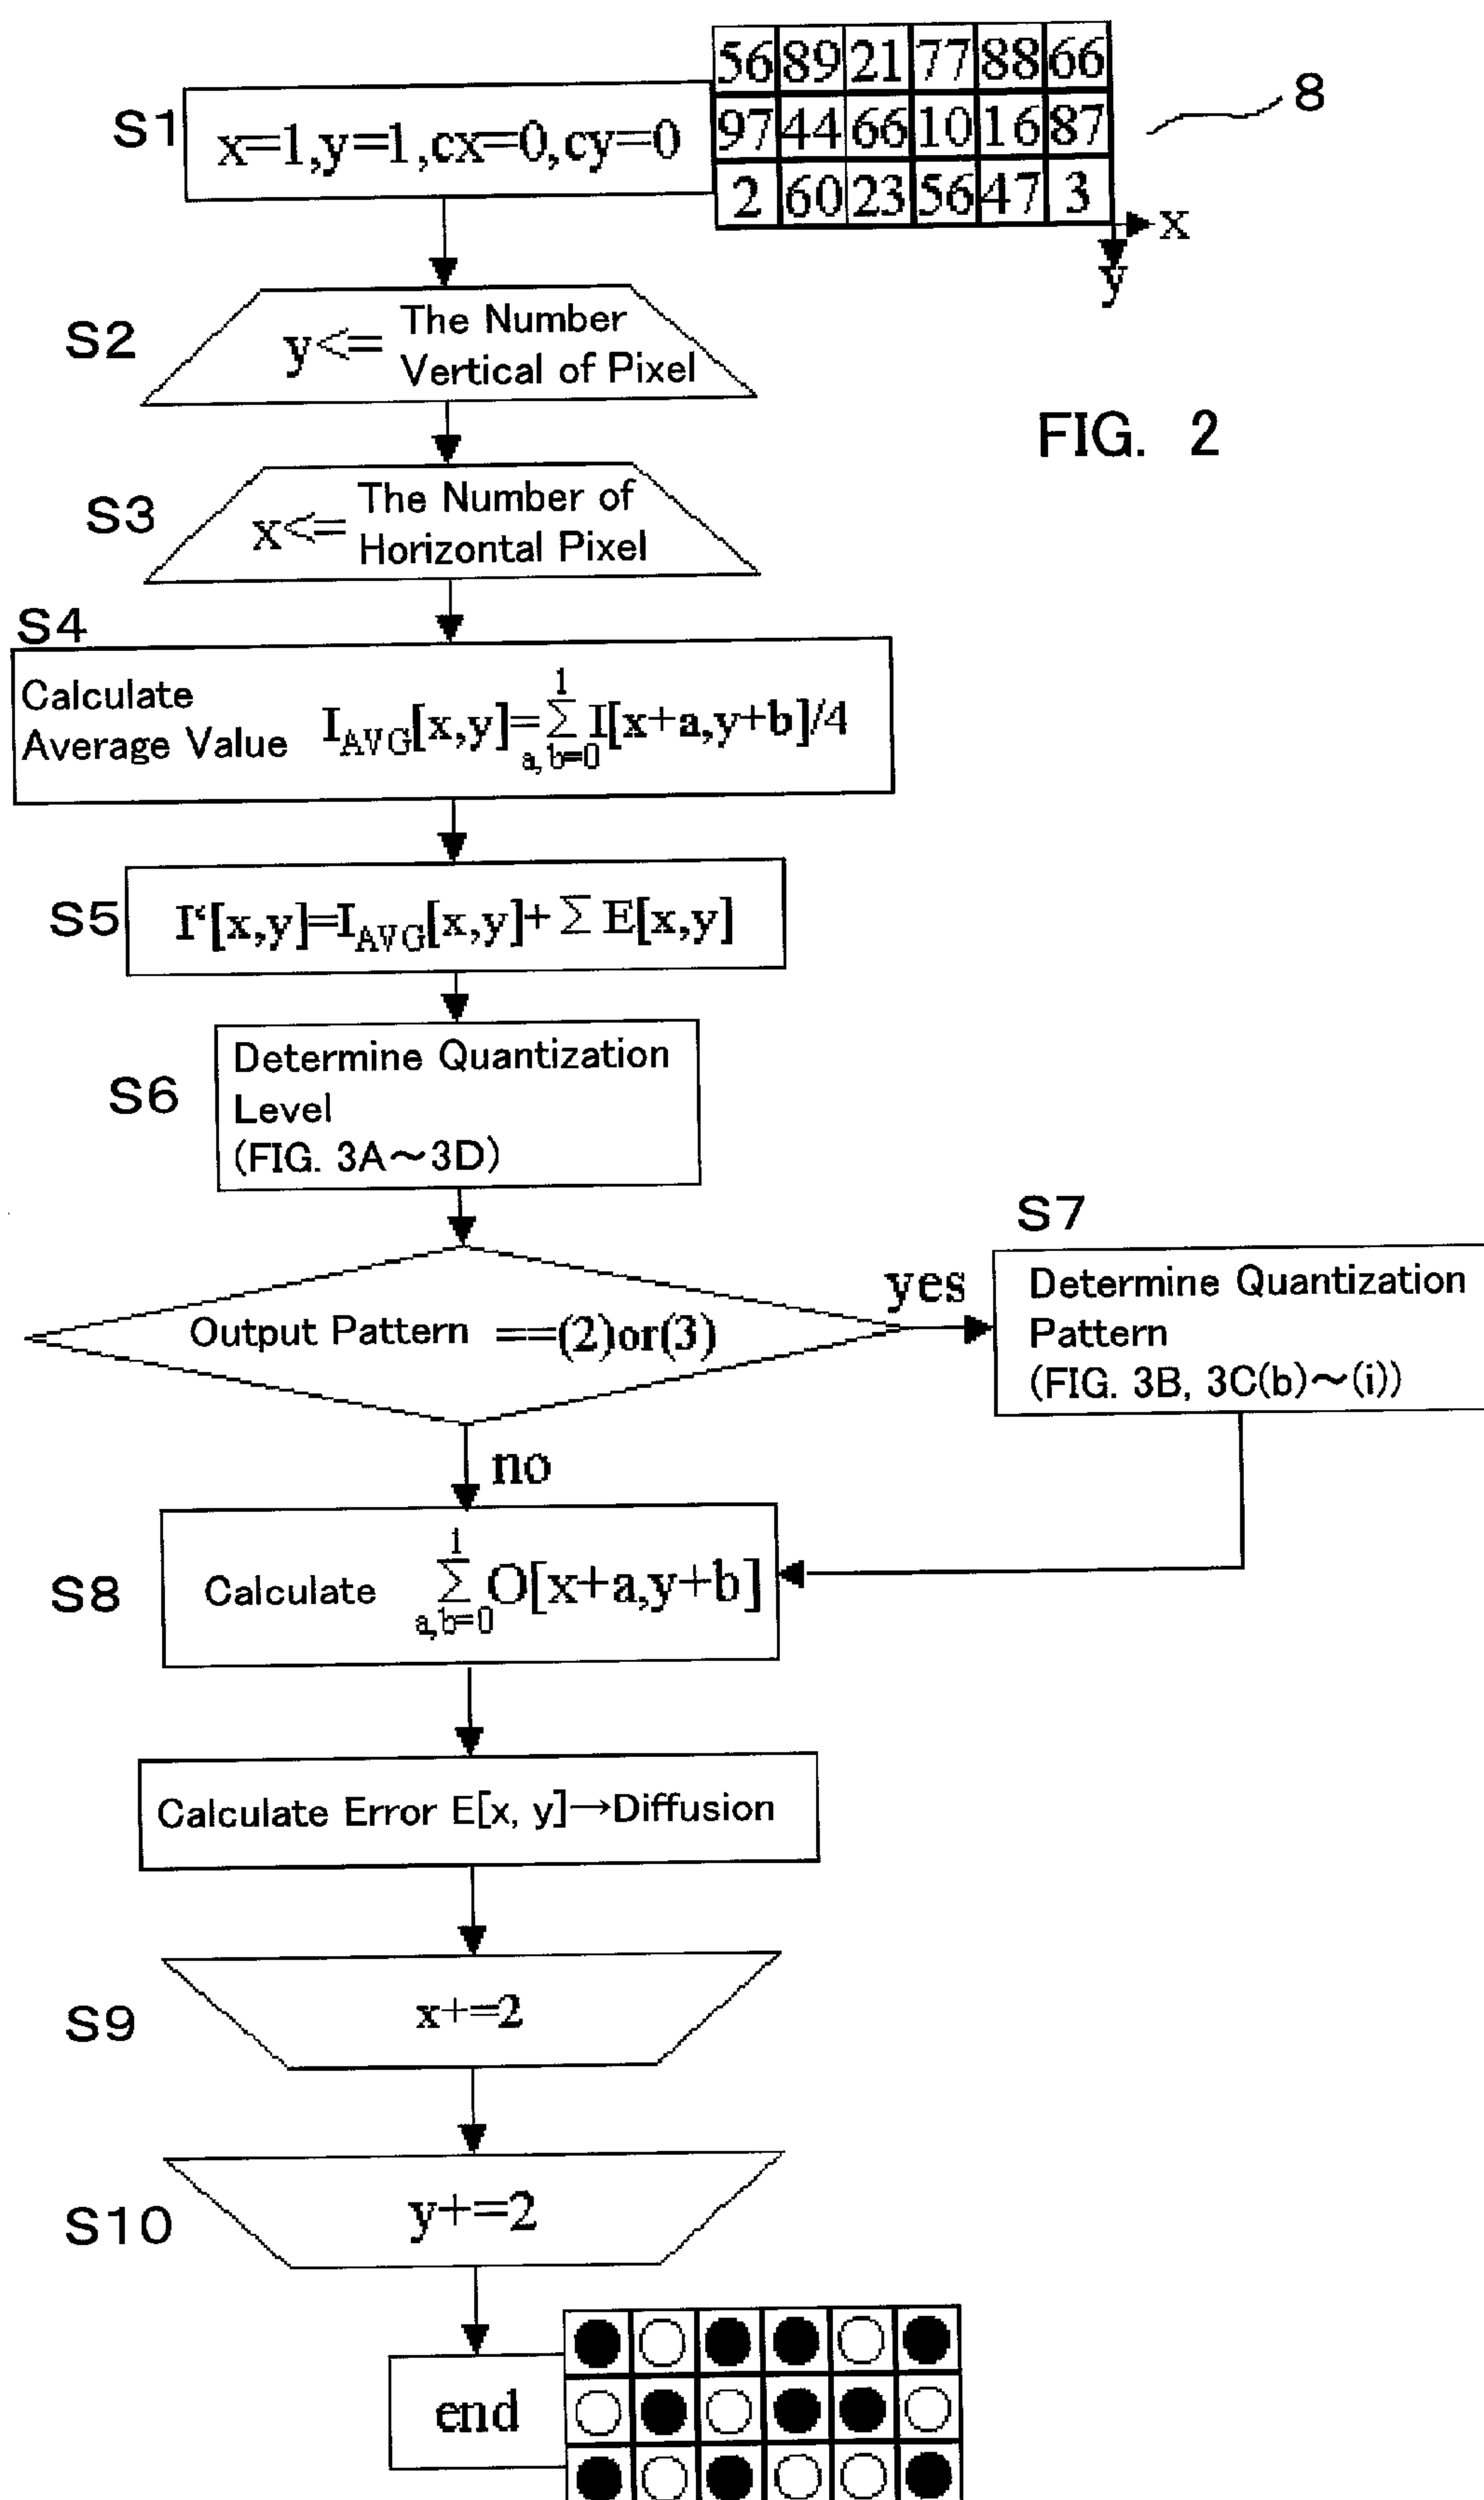 56 89 21 77 88 66
97 44 66 10 16 87
2 60 23 56 47 3
8
x
y
S1
x=1,y=1,cx=0,cy=0
FIG. 2
S2
y<= The Number
Vertical of Pixel
S3
x<= The Number of
Horizontal Pixel
S4
Calculate
Average Value I_AVG[x,y]=Σ(a,b=0 to 1)I[x+a,y+b]/4
S5
I'[x,y]=I_AVG[x,y]+ΣE[x,y]
S6
Determine Quantization
Level
(FIG. 3A~3D)
Output Pattern ==(2)or(3)
yes
S7
Determine Quantization
Pattern
(FIG. 3B, 3C(b)~(i))
no
S8
Calculate Σ(a,b=0 to 1)O[x+a,y+b]
Calculate Error E[x, y]→Diffusion
S9
x+=2
S10
y+=2
end